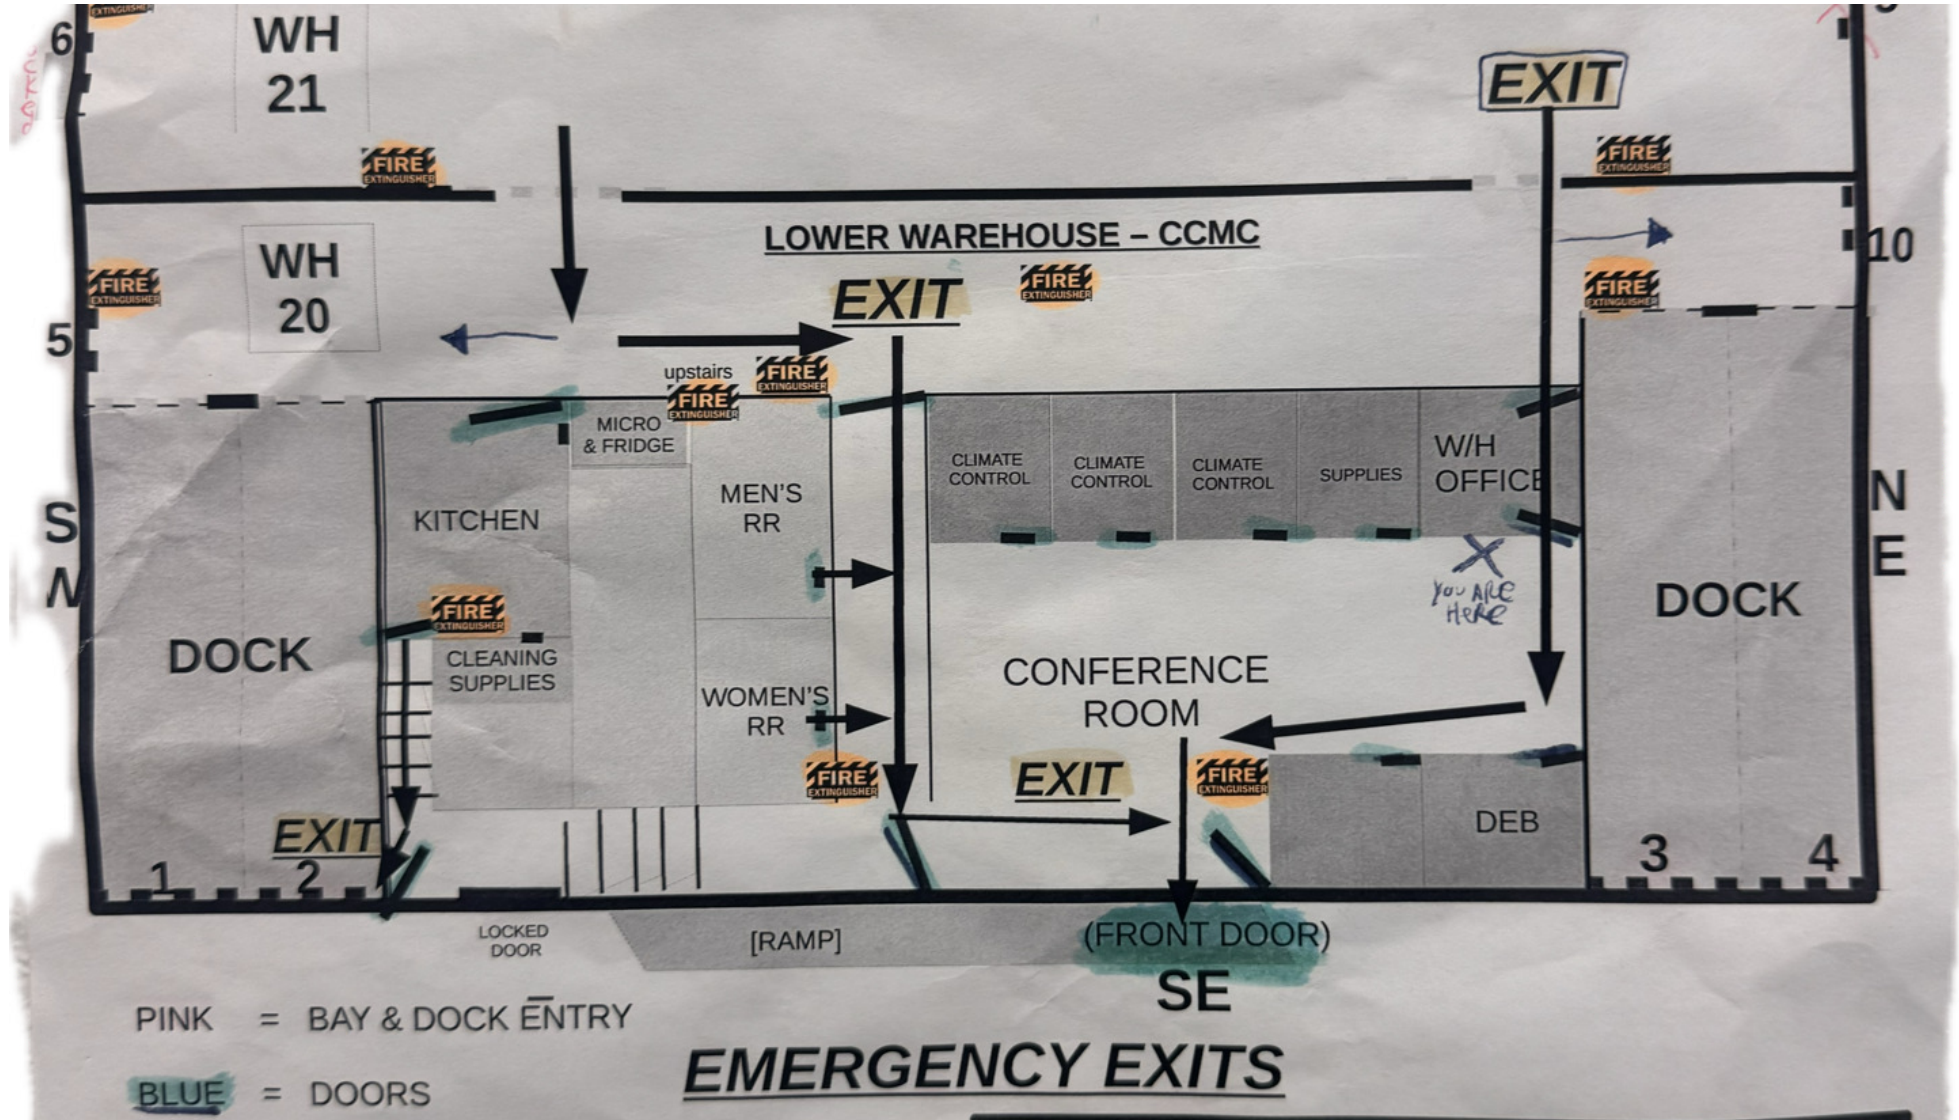 FIRE
EXTINGUISHER
6
WH
21
EXIT
FIRE
EXTINGUISHER
FIRE
EXTINGUISHER
LOWER WAREHOUSE – CCMC
10
WH
20
FIRE
EXTINGUISHER
EXIT
FIRE
EXTINGUISHER
FIRE
EXTINGUISHER
5
upstairs
FIRE
EXTINGUISHER
FIRE
EXTINGUISHER
MICRO
& FRIDGE
KITCHEN
MEN'S
RR
CLIMATE
CONTROL
CLIMATE
CONTROL
CLIMATE
CONTROL
SUPPLIES
W/H
OFFICE
S
W
N
E
X
YOU ARE
HERE
DOCK
FIRE
EXTINGUISHER
DOCK
CLEANING
SUPPLIES
WOMEN'S
RR
CONFERENCE
ROOM
FIRE
EXTINGUISHER
EXIT
FIRE
EXTINGUISHER
EXIT
DEB
1
2
3
4
LOCKED
DOOR
[RAMP]
(FRONT DOOR)
SE
PINK = BAY & DOCK ENTRY
EMERGENCY EXITS
BLUE = DOORS